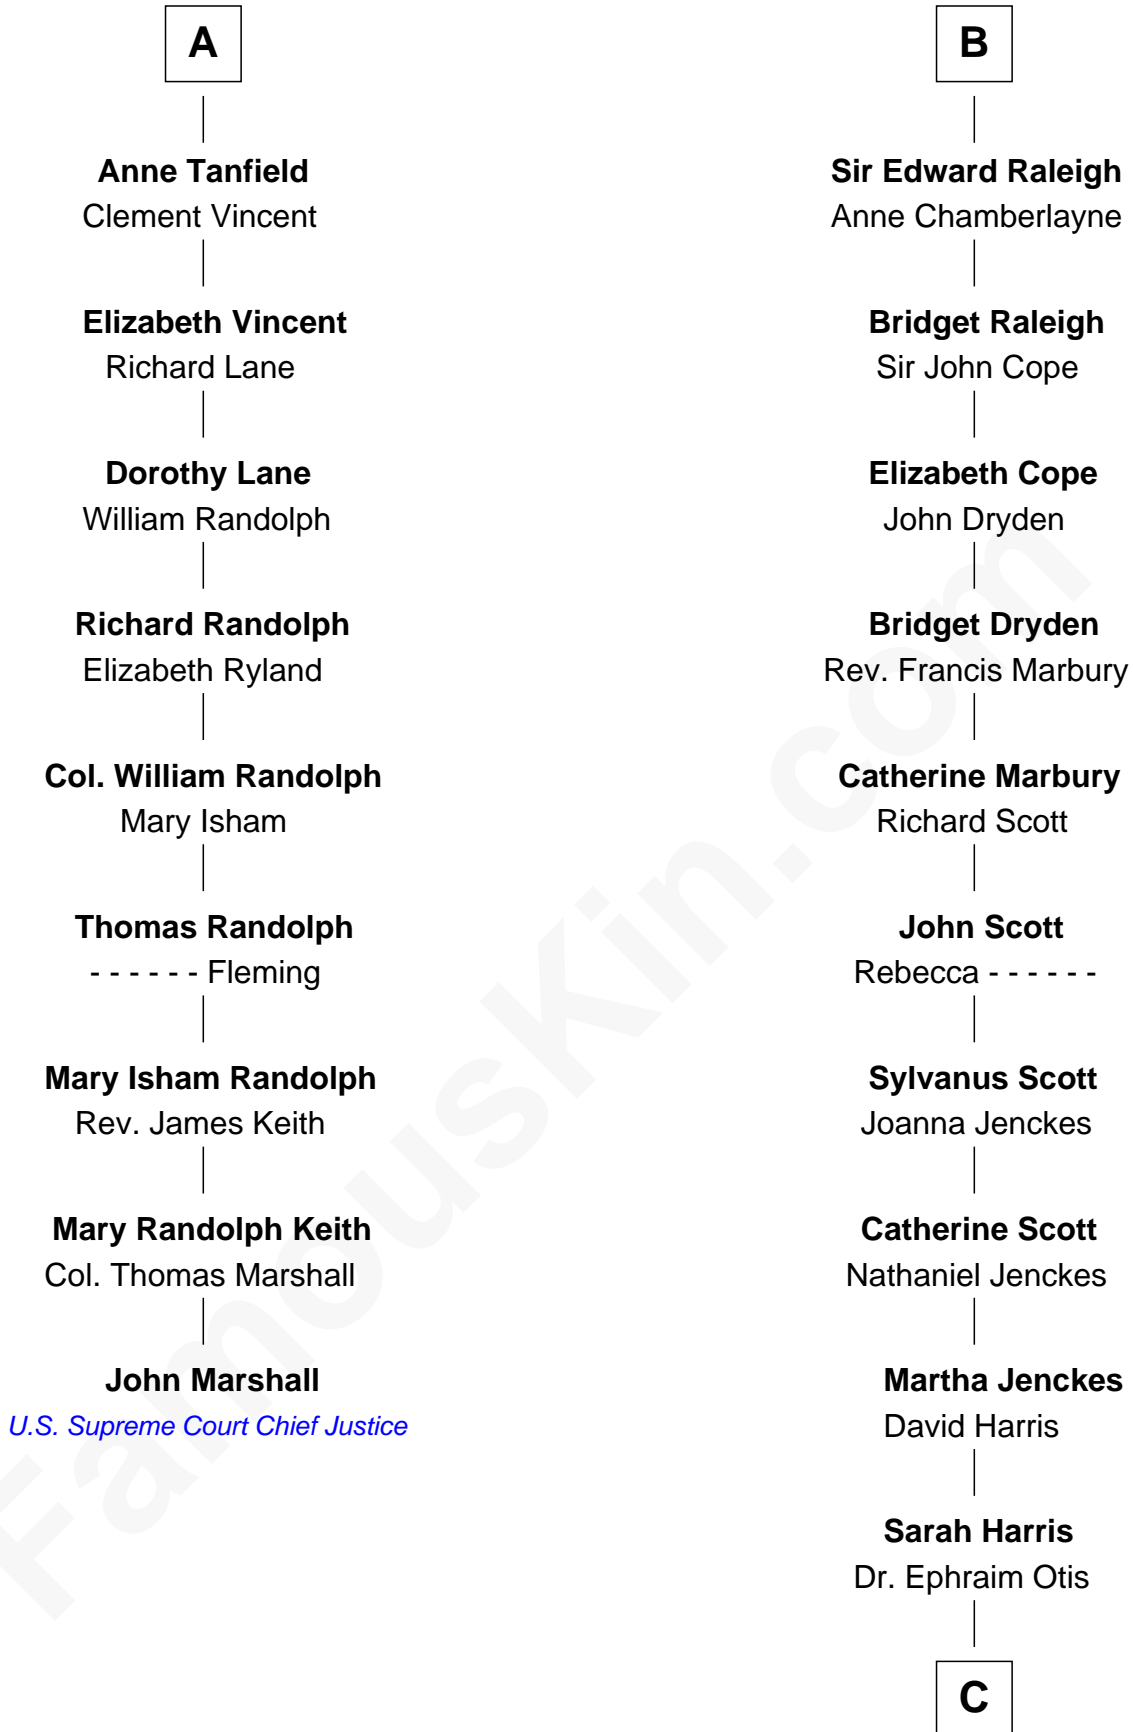 A
Anne Tanfield
Clement Vincent
Elizabeth Vincent
Richard Lane
Dorothy Lane
William Randolph
Richard Randolph
Elizabeth Ryland
Col. William Randolph
Mary Isham
Thomas Randolph
- - - - - - Fleming
Mary Isham Randolph
Rev. James Keith
Mary Randolph Keith
Col. Thomas Marshall
John Marshall
U.S. Supreme Court Chief Justice
B
Sir Edward Raleigh
Anne Chamberlayne
Bridget Raleigh
Sir John Cope
Elizabeth Cope
John Dryden
Bridget Dryden
Rev. Francis Marbury
Catherine Marbury
Richard Scott
John Scott
Rebecca - - - - - -
Sylvanus Scott
Joanna Jenckes
Catherine Scott
Nathaniel Jenckes
Martha Jenckes
David Harris
Sarah Harris
Dr. Ephraim Otis
C
FamousKin.com